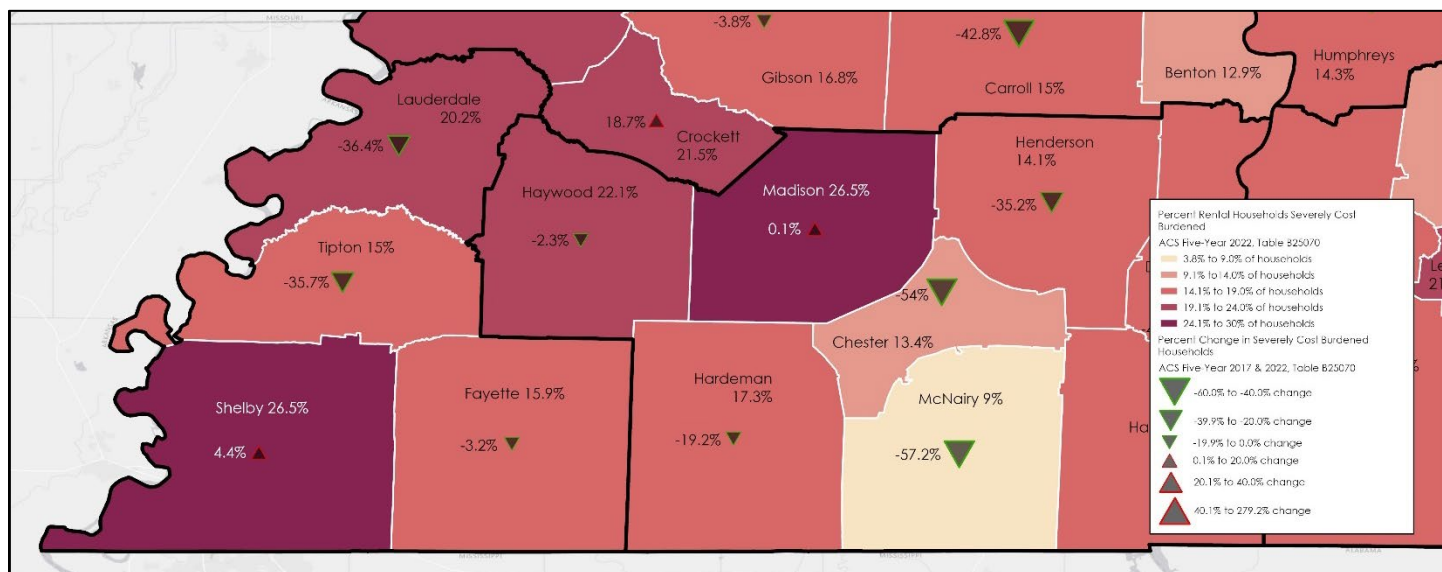 MISSOURI
-3.8%
-42.8%
Gibson 16.8%
Carroll 15%
Benton 12.9%
Humphreys
14.3%
Lauderdale
20.2%
-36.4%
18.7%
Crockett
21.5%
Haywood 22.1%
-2.3%
Madison 26.5%
0.1%
Henderson
14.1%
-35.2%
Tipton 15%
-35.7%
-54%
Chester 13.4%
Shelby 26.5%
4.4%
Fayette 15.9%
-3.2%
Hardeman
17.3%
-19.2%
McNairy 9%
-57.2%
Ha
Le
21
Percent Rental Households Severely Cost
Burdened
ACS Five-Year 2022, Table B25070
3.8% to 9.0% of households
9.1% to 14.0% of households
14.1% to 19.0% of households
19.1% to 24.0% of households
24.1% to 30% of households
Percent Change in Severely Cost Burdened
Households
ACS Five-Year 2017 & 2022, Table B25070
-60.0% to -40.0% change
-39.9% to -20.0% change
-19.9% to 0.0% change
0.1% to 20.0% change
20.1% to 40.0% change
40.1% to 279.2% change
ARKANSAS
MISSISSIPPI
MISSISSIPPI
ALABAMA